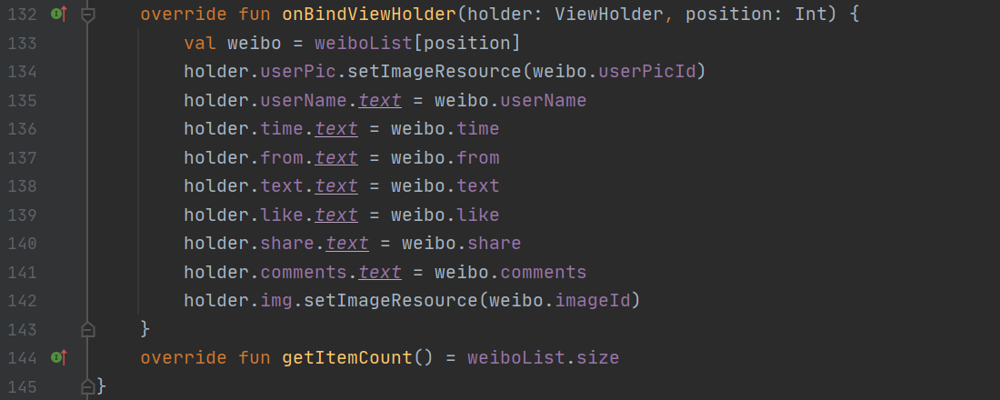 132 override fun onBindViewHolder(holder: ViewHolder, position: Int) {
133 val weibo = weiboList[position]
134 holder.userPic.setImageResource(weibo.userPicId)
135 holder.userName.text = weibo.userName
136 holder.time.text = weibo.time
137 holder.from.text = weibo.from
138 holder.text.text = weibo.text
139 holder.like.text = weibo.like
140 holder.share.text = weibo.share
141 holder.comments.text = weibo.comments
142 holder.img.setImageResource(weibo.imageId)
143 }
144 override fun getItemCount() = weiboList.size
145 }